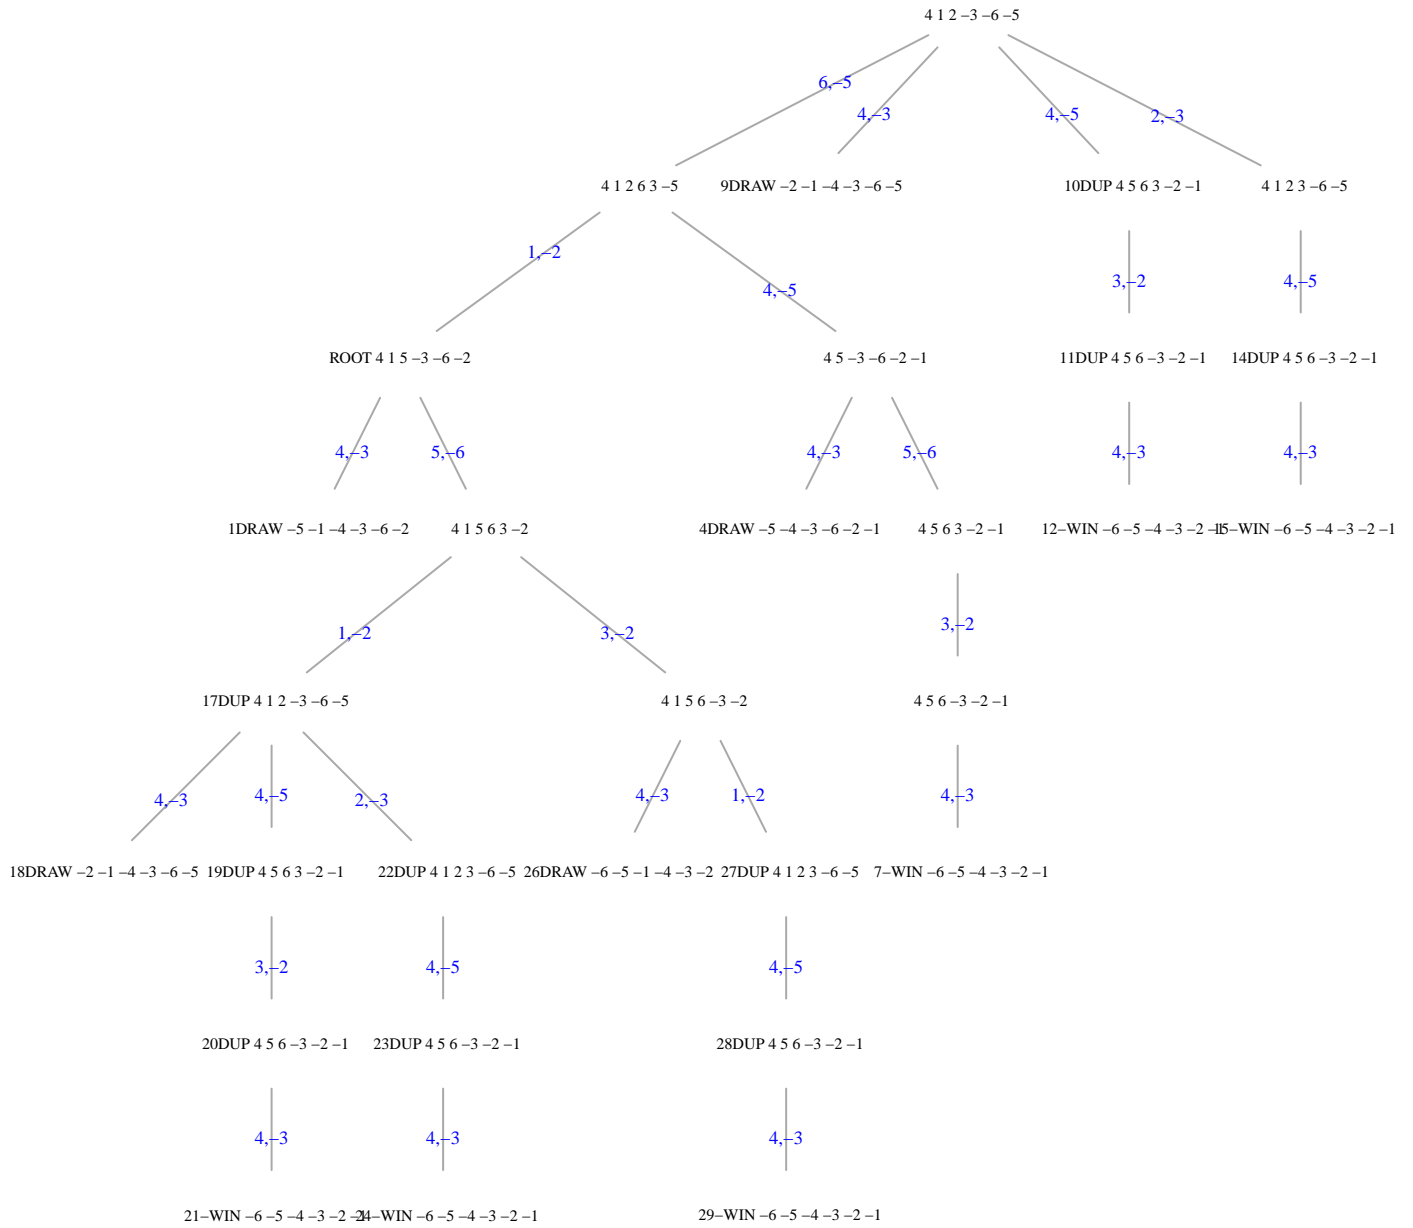 4 1 2 –3 –6 –5
6,–5
4,–3
4,–5
2,–3
4 1 2 6 3 –5
9DRAW –2 –1 –4 –3 –6 –5
10DUP 4 5 6 3 –2 –1
4 1 2 3 –6 –5
1,–2
4,–5
3,–2
4,–5
ROOT 4 1 5 –3 –6 –2
4 5 –3 –6 –2 –1
11DUP 4 5 6 –3 –2 –1
14DUP 4 5 6 –3 –2 –1
4,–3
5,–6
4,–3
5,–6
4,–3
4,–3
1DRAW –5 –1 –4 –3 –6 –2
4 1 5 6 3 –2
4DRAW –5 –4 –3 –6 –2 –1
4 5 6 3 –2 –1
12–WIN –6 –5 –4 –3 –2 –1
15–WIN –6 –5 –4 –3 –2 –1
1,–2
3,–2
3,–2
17DUP 4 1 2 –3 –6 –5
4 1 5 6 –3 –2
4 5 6 –3 –2 –1
4,–3
4,–5
2,–3
4,–3
1,–2
4,–3
18DRAW –2 –1 –4 –3 –6 –5
19DUP 4 5 6 3 –2 –1
22DUP 4 1 2 3 –6 –5
26DRAW –6 –5 –1 –4 –3 –2
27DUP 4 1 2 3 –6 –5
7–WIN –6 –5 –4 –3 –2 –1
3,–2
4,–5
4,–5
20DUP 4 5 6 –3 –2 –1
23DUP 4 5 6 –3 –2 –1
28DUP 4 5 6 –3 –2 –1
4,–3
4,–3
4,–3
21–WIN –6 –5 –4 –3 –2 –1
24–WIN –6 –5 –4 –3 –2 –1
29–WIN –6 –5 –4 –3 –2 –1